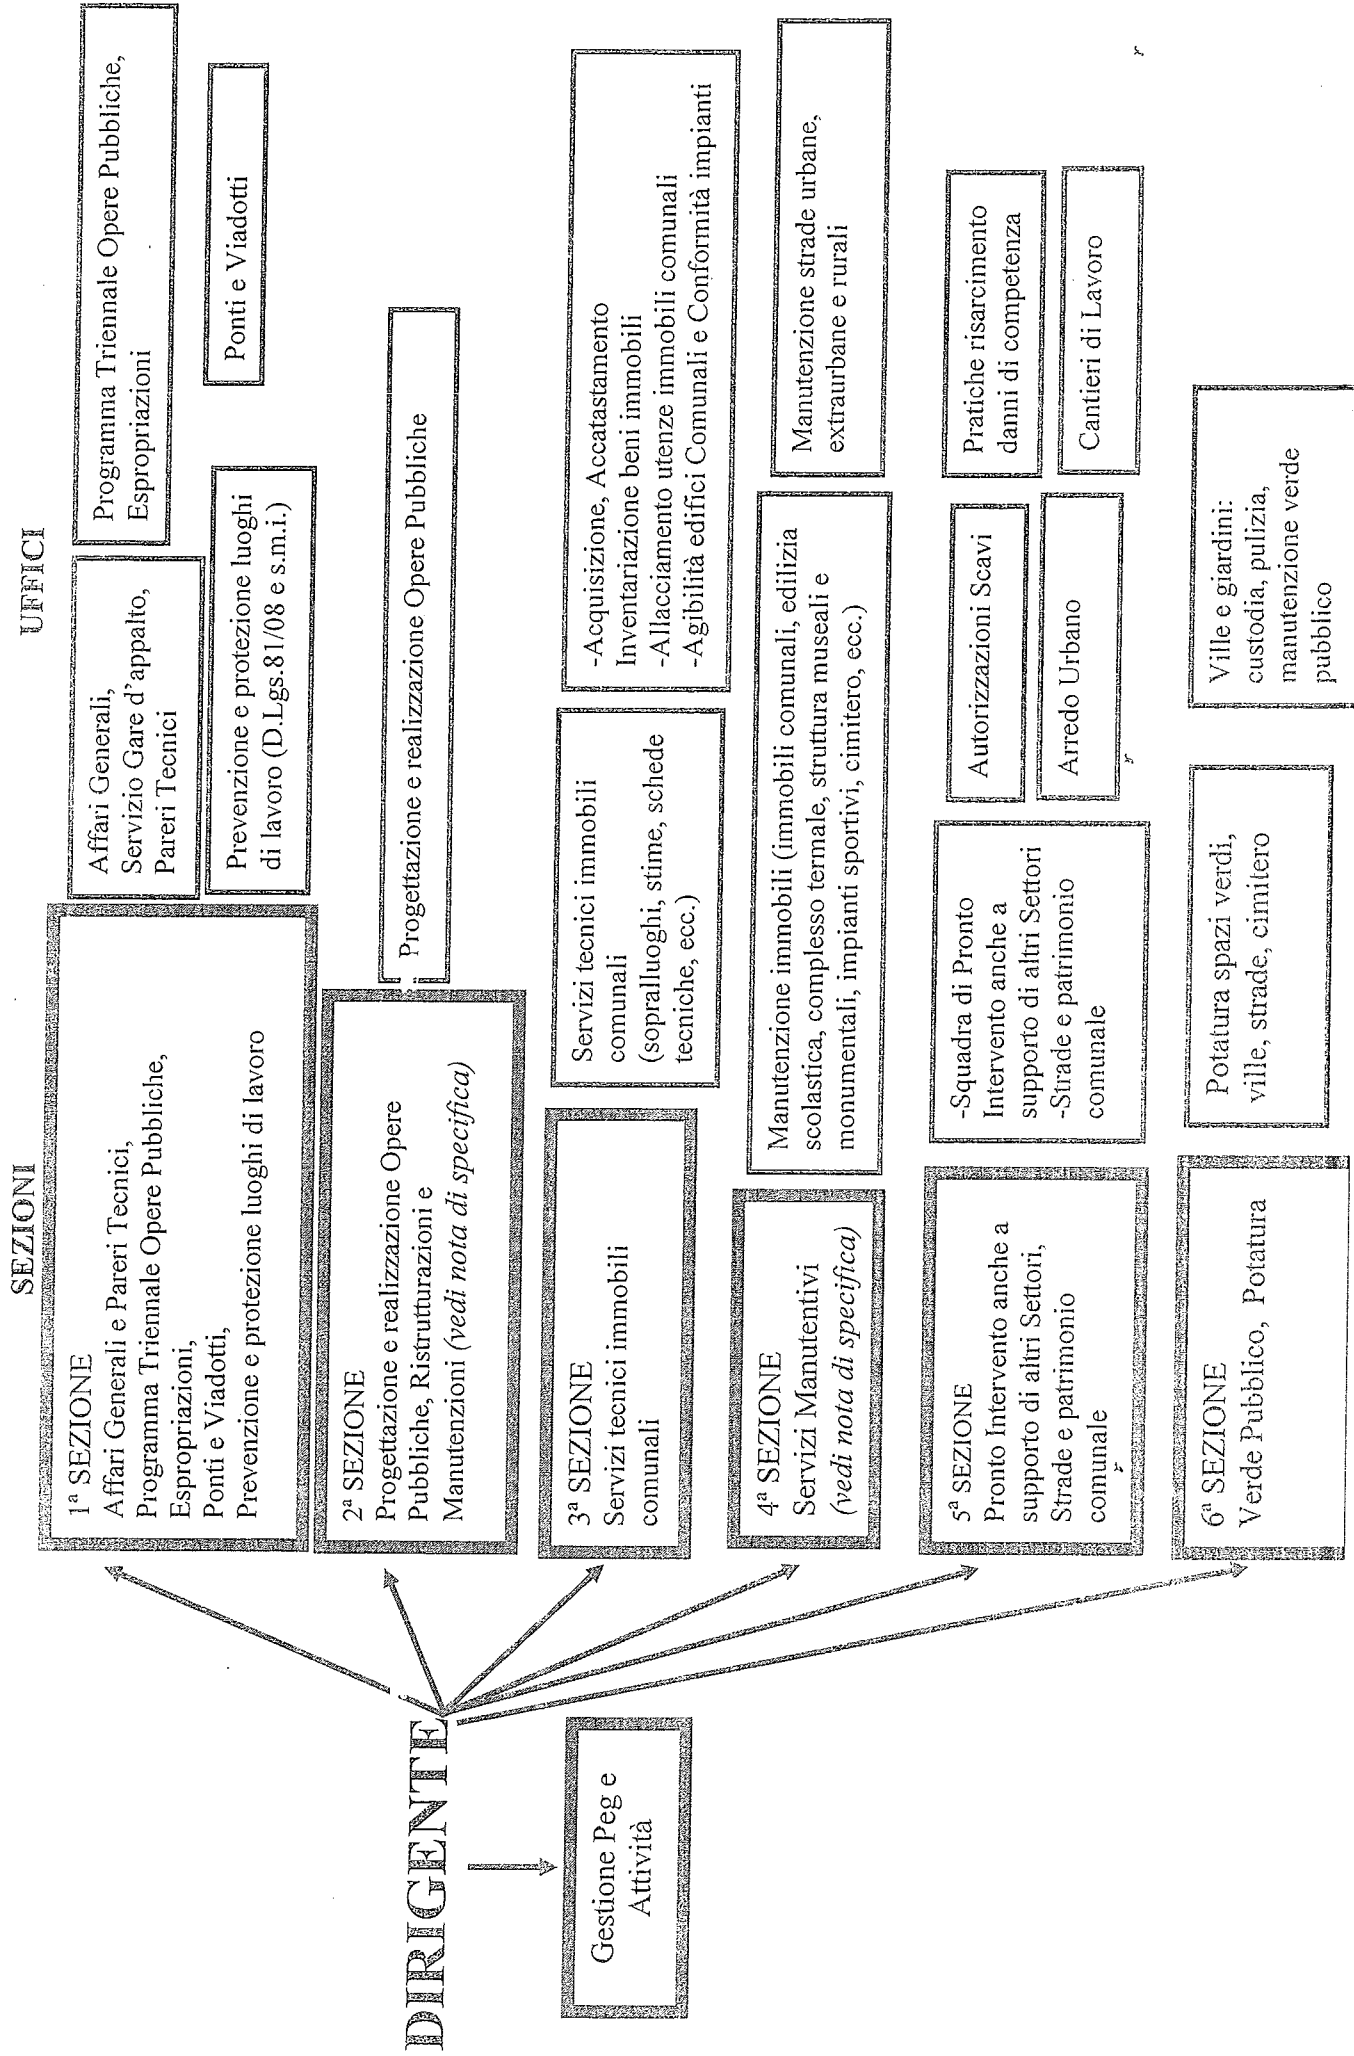 SEZIONI
UFFICI
DIRIGENTE
Gestione Peg e
Attività
1ª SEZIONE
Affari Generali e Pareri Tecnici,
Programma Triennale Opere Pubbliche,
Espropriazioni,
Ponti e Viadotti,
Prevenzione e protezione luoghi di lavoro
Affari Generali,
Servizio Gare d'appalto,
Pareri Tecnici
Programma Triennale Opere Pubbliche,
Espropriazioni
Prevenzione e protezione luoghi
di lavoro (D.Lgs.81/08 e s.m.i.)
Ponti e Viadotti
2ª SEZIONE
Progettazione e realizzazione Opere
Pubbliche, Ristrutturazioni e
Manutenzioni (vedi nota di specifica)
Progettazione e realizzazione Opere Pubbliche
3ª SEZIONE
Servizi tecnici immobili
comunali
Servizi tecnici immobili
comunali
(sopralluoghi, stime, schede
tecniche, ecc.)
-Acquisizione, Accatastamento
Inventariazione beni immobili
-Allacciamento utenze immobili comunali
-Agibilità edifici Comunali e Conformità impianti
4ª SEZIONE
Servizi Manutentivi
(vedi nota di specifica)
Manutenzione immobili (immobili comunali, edilizia
scolastica, complesso termale, struttura museali e
monumentali, impianti sportivi, cimitero, ecc.)
Manutenzione strade urbane,
extraurbane e rurali
5ª SEZIONE
Pronto Intervento anche a
supporto di altri Settori,
Strade e patrimonio
comunale
-Squadra di Pronto
Intervento anche a
supporto di altri Settori
-Strade e patrimonio
comunale
Autorizzazioni Scavi
Pratiche risarcimento
danni di competenza
Arredo Urbano
Cantieri di Lavoro
6ª SEZIONE
Verde Pubblico, Potatura
Potatura spazi verdi,
ville, strade, cimitero
Ville e giardini:
custodia, pulizia,
manutenzione verde
pubblico